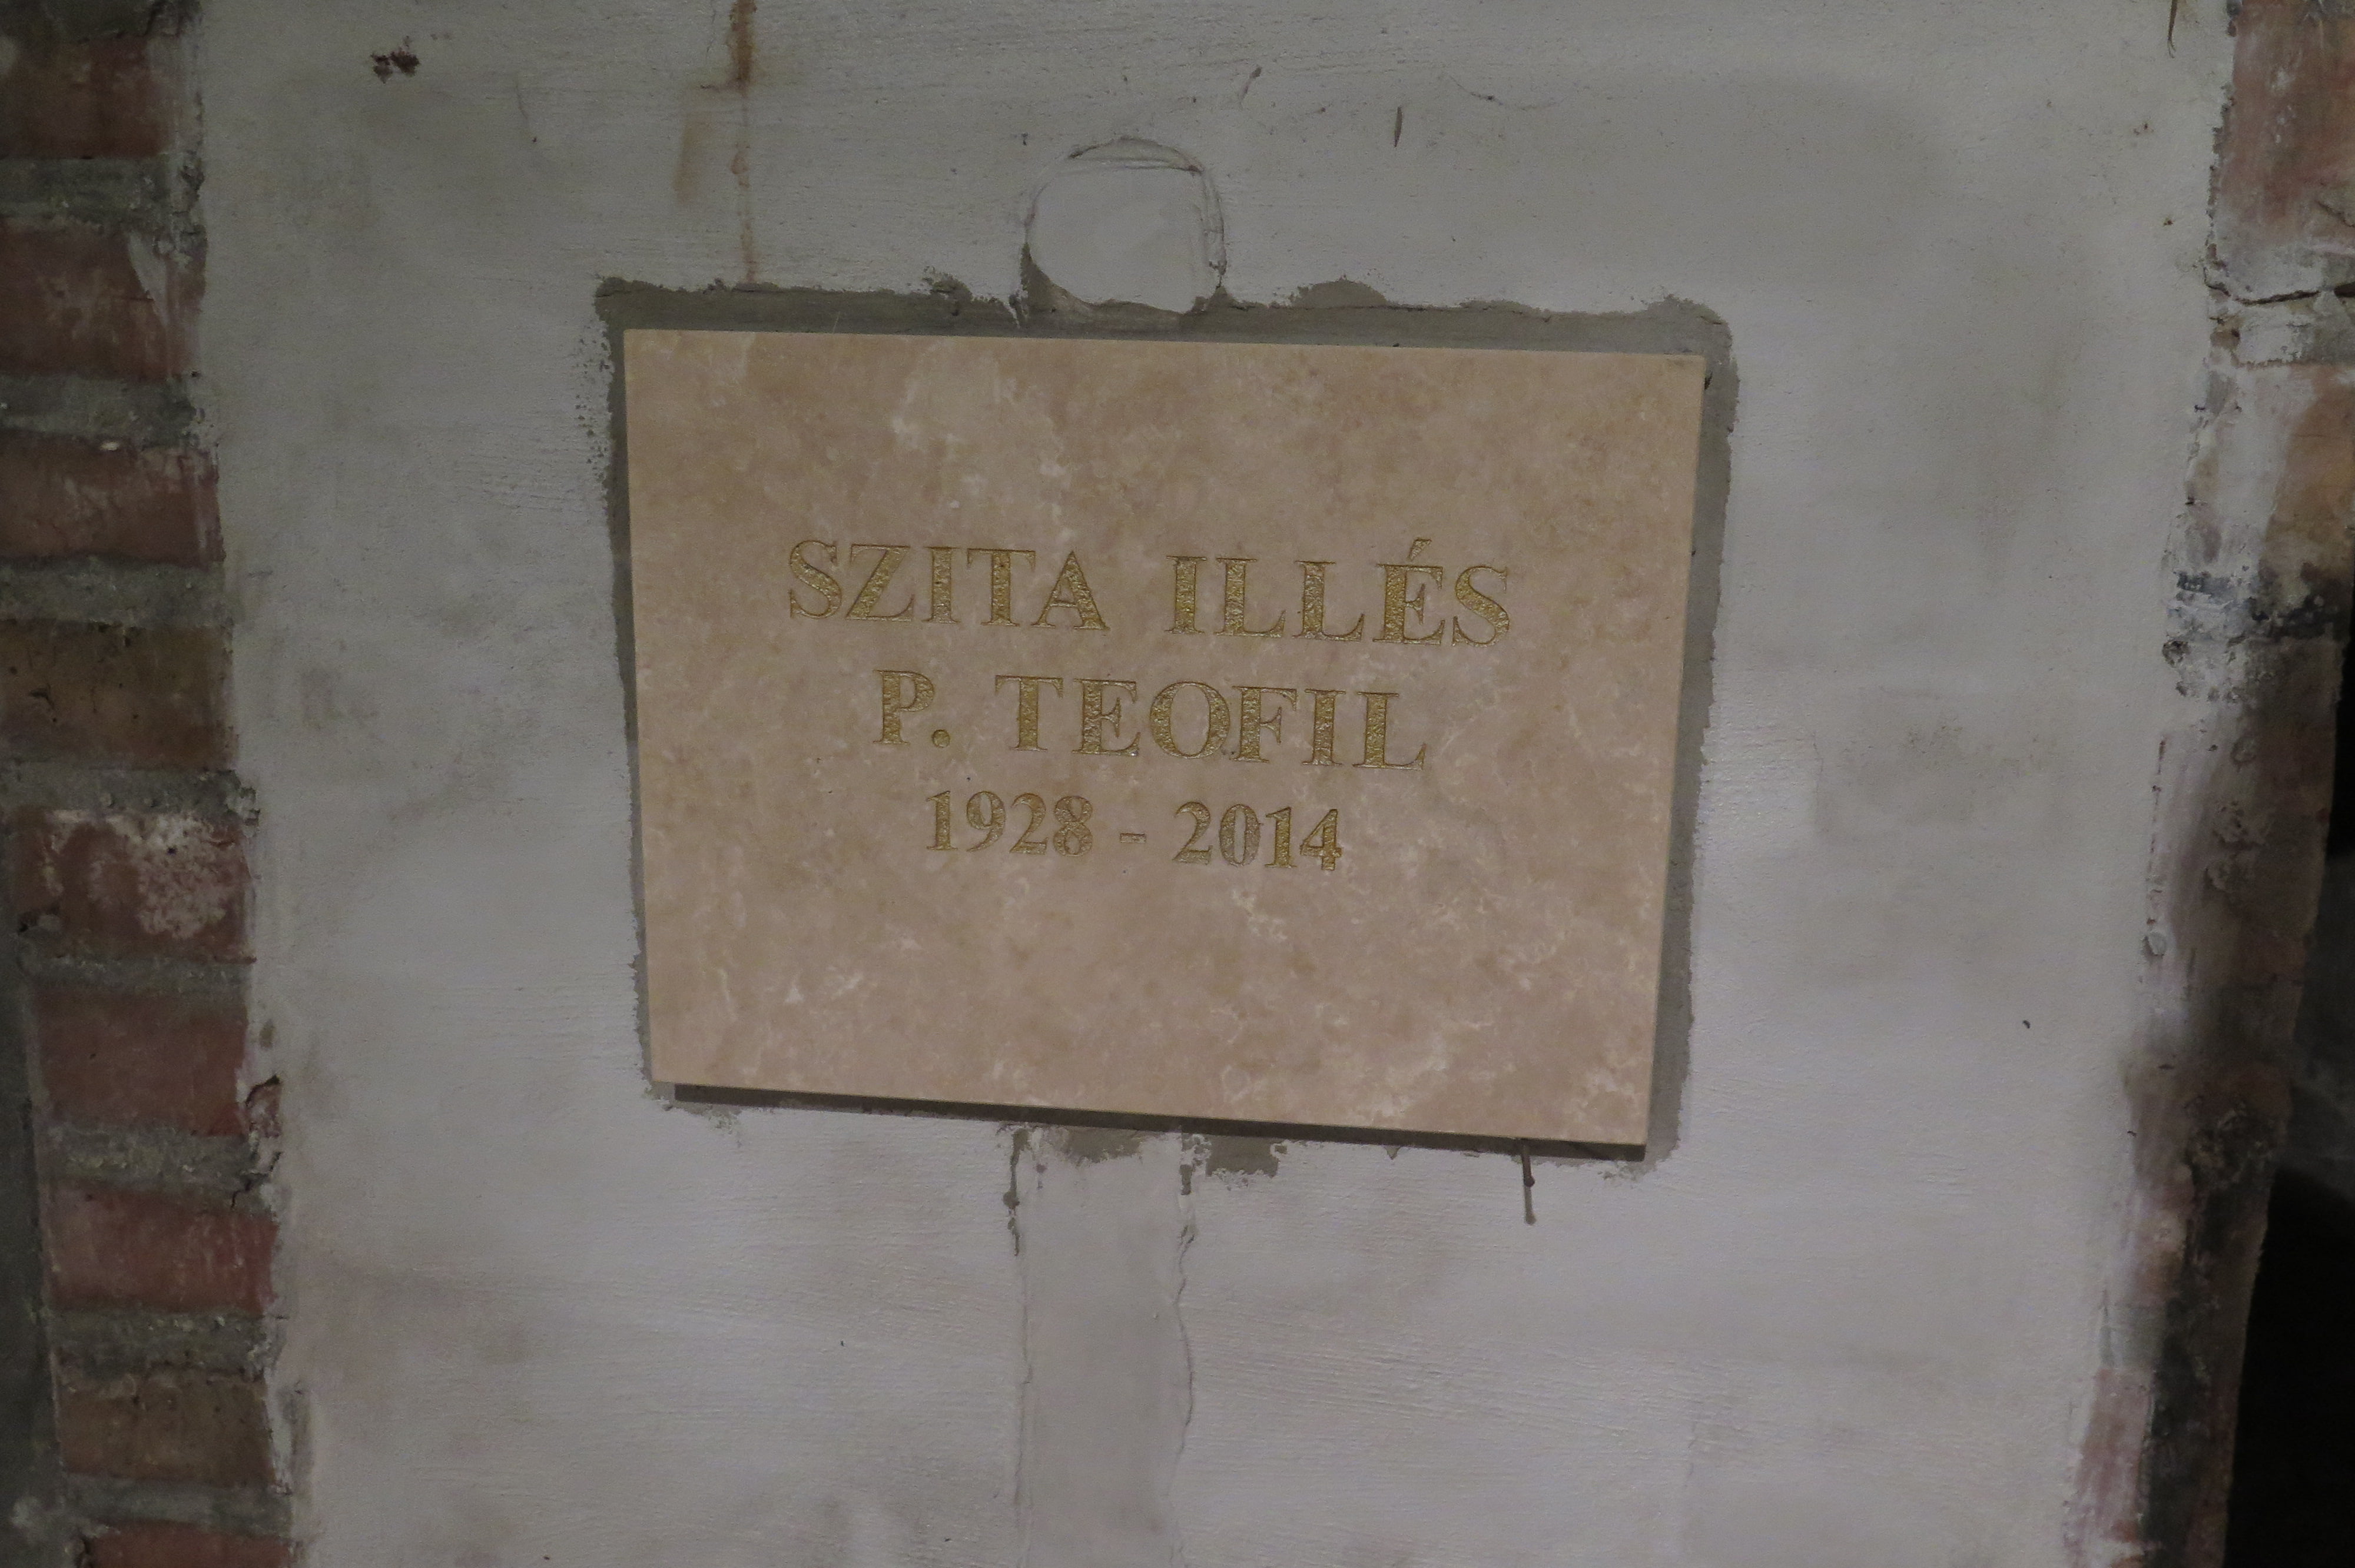 SZITA ILLÉS
P. TEOFIL
1928 - 2014